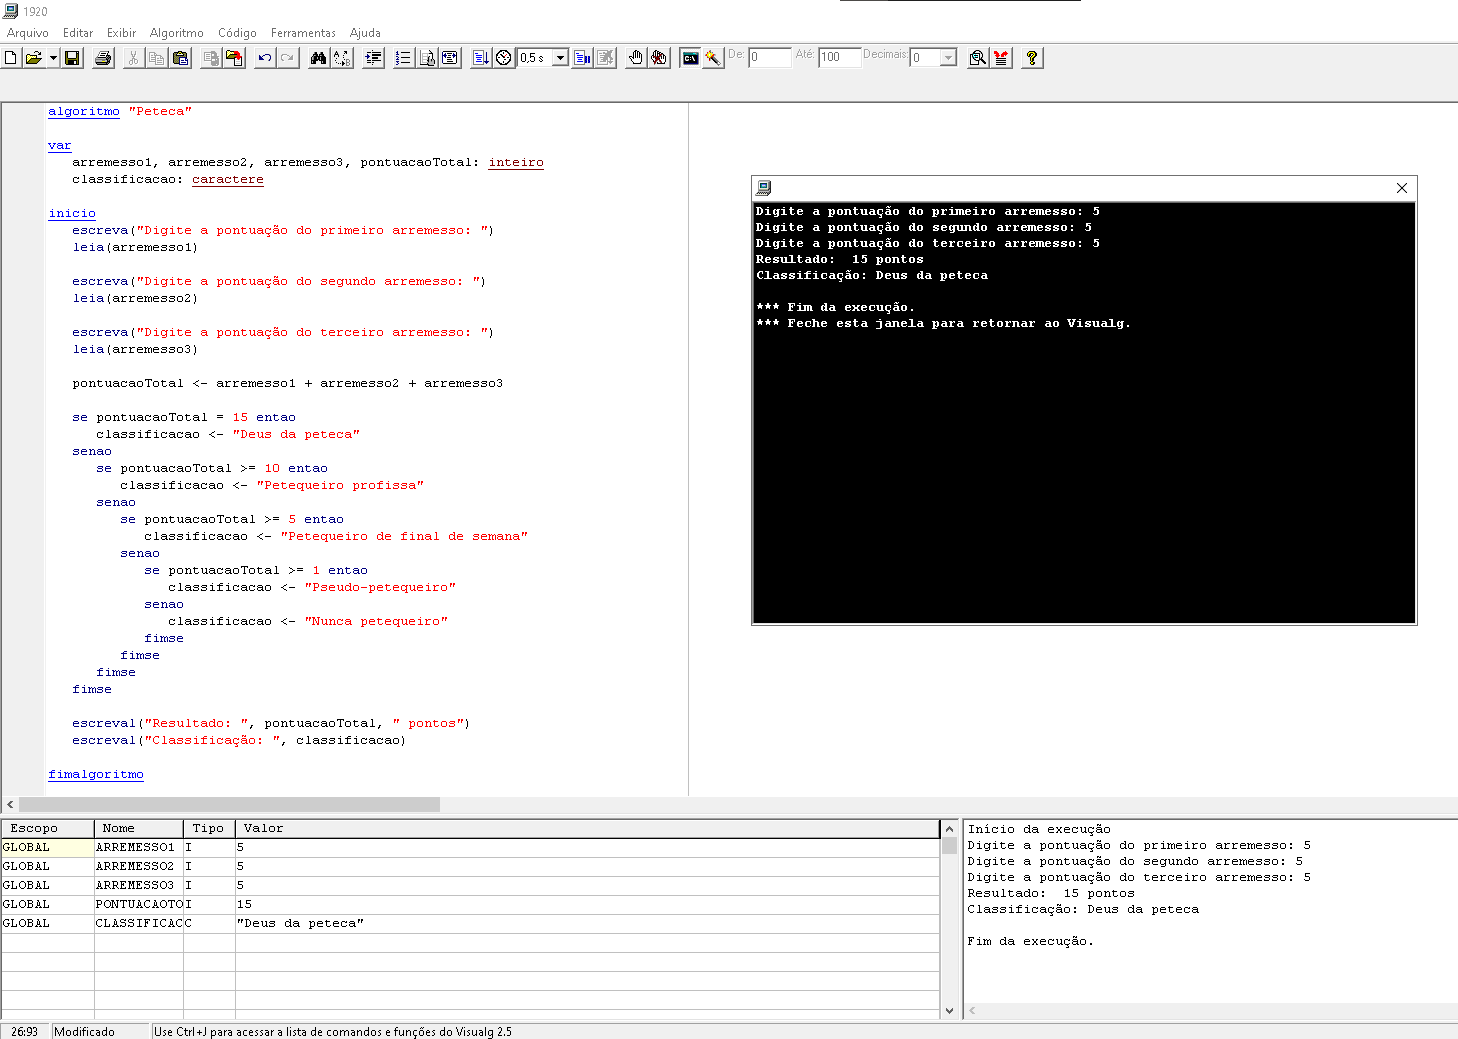 1920
Arquivo Editar Exibir Algoritmo Código Ferramentas Ajuda
0,5 s De: 0 Até: 100 Decimais: 0
algoritmo "Peteca"
var
arremesso1, arremesso2, arremesso3, pontuacaoTotal: inteiro
classificacao: caractere
inicio
escreva("Digite a pontuação do primeiro arremesso: ")
leia(arremesso1)
escreva("Digite a pontuação do segundo arremesso: ")
leia(arremesso2)
escreva("Digite a pontuação do terceiro arremesso: ")
leia(arremesso3)
pontuacaoTotal <- arremesso1 + arremesso2 + arremesso3
se pontuacaoTotal = 15 entao
classificacao <- "Deus da peteca"
senao
se pontuacaoTotal >= 10 entao
classificacao <- "Petequeiro profissa"
senao
se pontuacaoTotal >= 5 entao
classificacao <- "Petequeiro de final de semana"
senao
se pontuacaoTotal >= 1 entao
classificacao <- "Pseudo-petequeiro"
senao
classificacao <- "Nunca petequeiro"
fimse
fimse
fimse
fimse
escreval("Resultado: ", pontuacaoTotal, " pontos")
escreval("Classificação: ", classificacao)
fimalgoritmo
Digite a pontuação do primeiro arremesso: 5
Digite a pontuação do segundo arremesso: 5
Digite a pontuação do terceiro arremesso: 5
Resultado:  15 pontos
Classificação: Deus da peteca
*** Fim da execução.
*** Feche esta janela para retornar ao Visualg.
Escopo Nome Tipo Valor
GLOBAL ARREMESSO1 I 5
GLOBAL ARREMESSO2 I 5
GLOBAL ARREMESSO3 I 5
GLOBAL PONTUACAOTO I 15
GLOBAL CLASSIFICAC C "Deus da peteca"
Início da execução
Digite a pontuação do primeiro arremesso: 5
Digite a pontuação do segundo arremesso: 5
Digite a pontuação do terceiro arremesso: 5
Resultado:  15 pontos
Classificação: Deus da peteca
Fim da execução.
26:93 Modificado Use Ctrl+J para acessar a lista de comandos e funções do Visualg 2.5